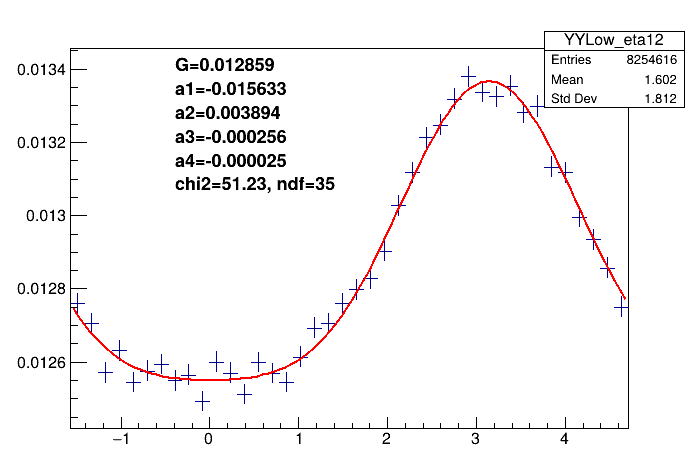 YYLow_eta12
Entries 8254616
Mean 1.602
Std Dev 1.812
G=0.012859
a1=-0.015633
a2=0.003894
a3=-0.000256
a4=-0.000025
chi2=51.23, ndf=35
0.0134
0.0132
0.013
0.0128
0.0126
−1 0 1 2 3 4